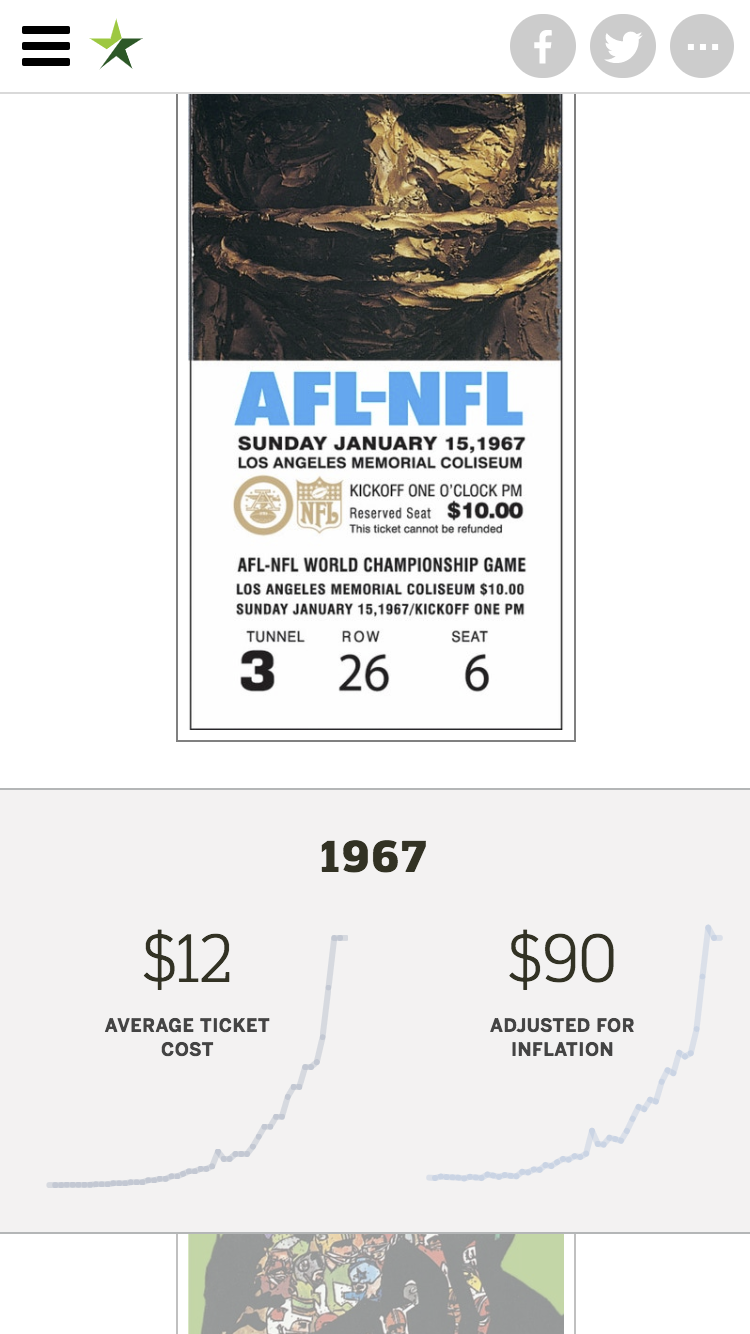 AFL-NFL
SUNDAY JANUARY 15,1967
LOS ANGELES MEMORIAL COLISEUM
NFL
KICKOFF ONE O'CLOCK PM
Reserved Seat $10.00
This ticket cannot be refunded
AFL-NFL WORLD CHAMPIONSHIP GAME
LOS ANGELES MEMORIAL COLISEUM $10.00
SUNDAY JANUARY 15,1967/KICKOFF ONE PM
TUNNEL ROW SEAT
3 26 6
1967
$12 $90
AVERAGE TICKET ADJUSTED FOR
COST INFLATION